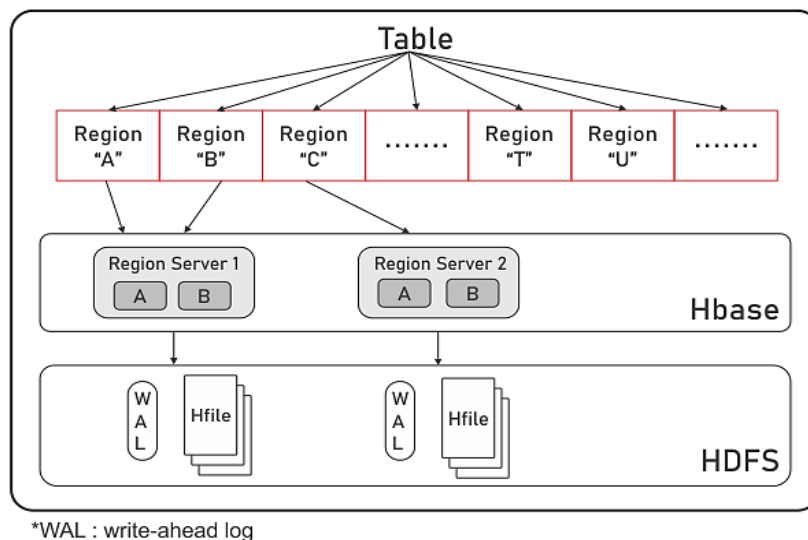 Table
Region
"A"
Region
"B"
Region
"C"
.......
Region
"T"
Region
"U"
.......
Region Server 1
A B
Region Server 2
A B
Hbase
W
A
L
Hfile
W
A
L
Hfile
HDFS
*WAL : write-ahead log